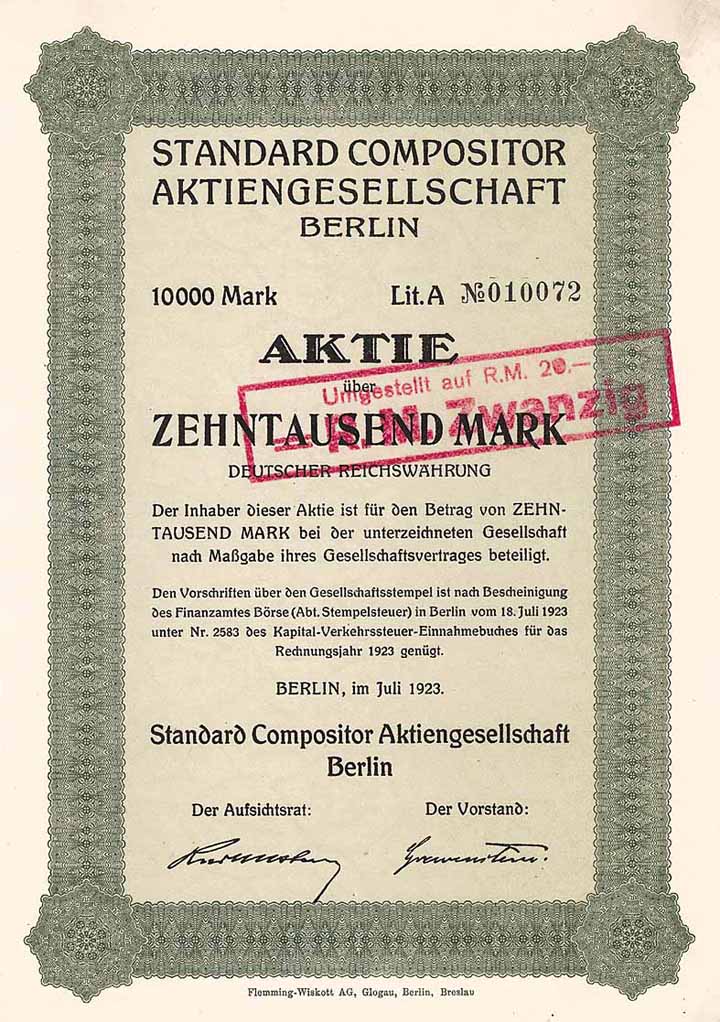 STANDARD COMPOSITOR
AKTIENGESELLSCHAFT
BERLIN
10000 Mark Lit. A № 010072
AKTIE
über
Umgestellt auf R.M. 20.–
– R.M. Zwanzig
ZEHNTAUSEND MARK
DEUTSCHER REICHSWÄHRUNG
Der Inhaber dieser Aktie ist für den Betrag von ZEHN-
TAUSEND MARK bei der unterzeichneten Gesellschaft
nach Maßgabe ihres Gesellschaftsvertrages beteiligt.
Den Vorschriften über den Gesellschaftsstempel ist nach Bescheinigung
des Finanzamtes Börse (Abt. Stempelsteuer) in Berlin vom 18. Juli 1923
unter Nr. 2583 des Kapital-Verkehrssteuer-Einnahmebuches für das
Rechnungsjahr 1923 genügt.
BERLIN, im Juli 1923.
Standard Compositor Aktiengesellschaft
Berlin
Der Aufsichtsrat: Der Vorstand:
Flemming-Wiskott AG, Glogau, Berlin, Breslau